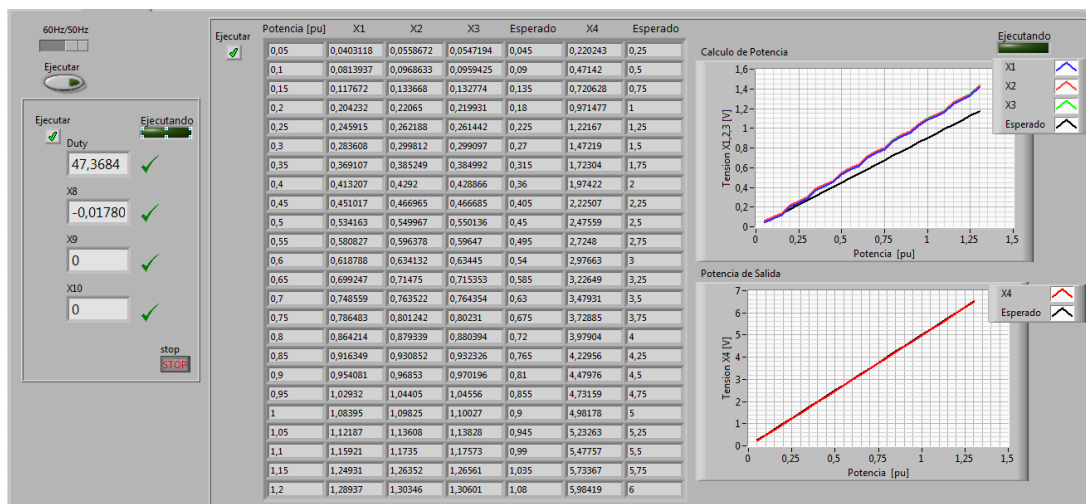 60Hz/50Hz
Ejecutar
Ejecutar Ejecutando
Duty
47,3684
X8
-0,01780
X9
0
X10
0
stop
STOP
Ejecutar
Potencia [pu] X1 X2 X3 Esperado X4 Esperado
0,05 0,0403118 0,0558672 0,0547194 0,045 0,220243 0,25
0,1 0,0813937 0,0968633 0,0959425 0,09 0,47142 0,5
0,15 0,117672 0,133668 0,132774 0,135 0,720628 0,75
0,2 0,204232 0,22065 0,219931 0,18 0,971477 1
0,25 0,245915 0,262188 0,261442 0,225 1,22167 1,25
0,3 0,283608 0,299812 0,299097 0,27 1,47219 1,5
0,35 0,369107 0,385249 0,384992 0,315 1,72304 1,75
0,4 0,413207 0,4292 0,428866 0,36 1,97422 2
0,45 0,451017 0,466965 0,466685 0,405 2,22507 2,25
0,5 0,534163 0,549967 0,550136 0,45 2,47559 2,5
0,55 0,580827 0,596378 0,59647 0,495 2,7248 2,75
0,6 0,618788 0,634132 0,63445 0,54 2,97663 3
0,65 0,699247 0,71475 0,715353 0,585 3,22649 3,25
0,7 0,748559 0,763522 0,764354 0,63 3,47931 3,5
0,75 0,786483 0,801242 0,80231 0,675 3,72885 3,75
0,8 0,864214 0,879339 0,880394 0,72 3,97904 4
0,85 0,916349 0,930852 0,932326 0,765 4,22956 4,25
0,9 0,954081 0,96853 0,970196 0,81 4,47976 4,5
0,95 1,02932 1,04405 1,04556 0,855 4,73159 4,75
1 1,08395 1,09825 1,10027 0,9 4,98178 5
1,05 1,12187 1,13608 1,13828 0,945 5,23263 5,25
1,1 1,15921 1,1735 1,17573 0,99 5,47757 5,5
1,15 1,24931 1,26352 1,26561 1,035 5,73367 5,75
1,2 1,28937 1,30346 1,30601 1,08 5,98419 6
Ejecutando
Calculo de Potencia
X1
X2
X3
Esperado
Tension X1,2,3 [V]
1,6
1,4
1,2
1
0,8
0,6
0,4
0,2
0
0 0,25 0,5 0,75 1 1,25 1,5
Potencia [pu]
Potencia de Salida
X4
Esperado
Tension X4 [V]
7
6
5
4
3
2
1
0
0 0,25 0,5 0,75 1 1,25 1,5
Potencia [pu]